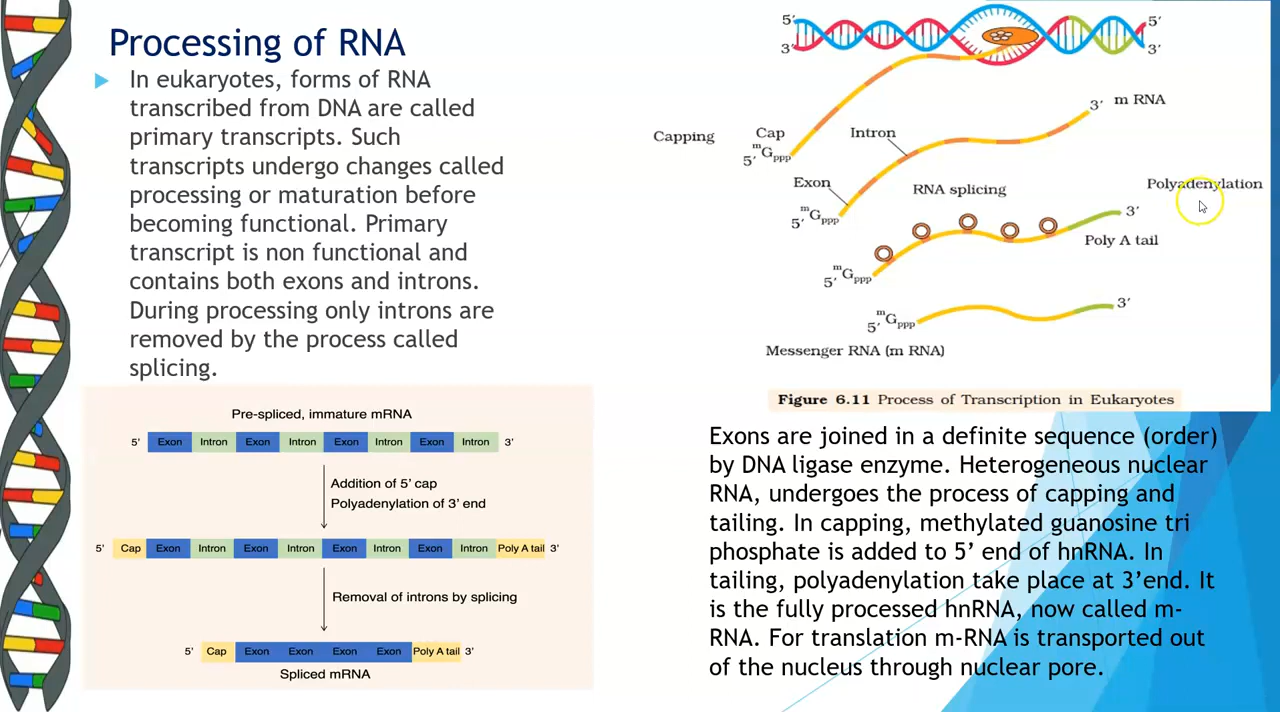 Processing of RNA
In eukaryotes, forms of RNA
transcribed from DNA are called
primary transcripts. Such
transcripts undergo changes called
processing or maturation before
becoming functional. Primary
transcript is non functional and
contains both exons and introns.
During processing only introns are
removed by the process called
splicing.
Pre-spliced, immature mRNA
5' Exon Intron Exon Intron Exon Intron Exon Intron 3'
Addition of 5' cap
Polyadenylation of 3' end
5' Cap Exon Intron Exon Intron Exon Intron Exon Intron Poly A tail 3'
Removal of introns by splicing
5' Cap Exon Exon Exon Exon Poly A tail 3'
Spliced mRNA
5' 5'
3' 3'
3' m RNA
Capping Cap Intron
5' mGppp
Exon RNA splicing Polyadenylation
5' mGppp 3'
Poly A tail
5' mGppp
3'
5' mGppp
Messenger RNA (m RNA)
Figure 6.11 Process of Transcription in Eukaryotes
Exons are joined in a definite sequence (order)
by DNA ligase enzyme. Heterogeneous nuclear
RNA, undergoes the process of capping and
tailing. In capping, methylated guanosine tri
phosphate is added to 5’ end of hnRNA. In
tailing, polyadenylation take place at 3’end. It
is the fully processed hnRNA, now called m-
RNA. For translation m-RNA is transported out
of the nucleus through nuclear pore.